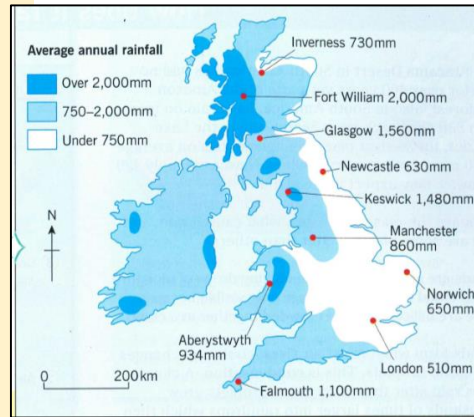 Average annual rainfall
Over 2,000mm
750–2,000mm
Under 750mm
N
0
200km
Inverness 730mm
Fort William 2,000mm
Glasgow 1,560mm
Newcastle 630mm
Keswick 1,480mm
Manchester
860mm
Norwich
650mm
Aberystwyth
934mm
London 510mm
Falmouth 1,100mm